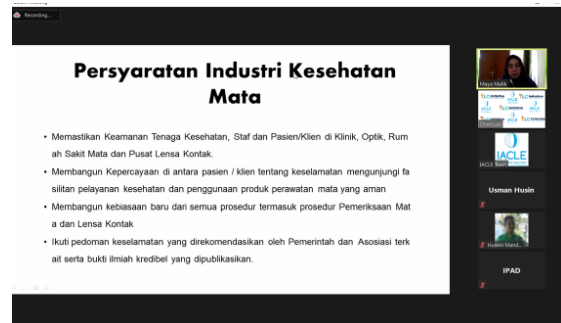 Recording...
Persyaratan Industri Kesehatan
Mata
• Memastikan Keamanan Tenaga Kesehatan, Staf dan Pasien/Klien di Klinik, Optik, Rum
ah Sakit Mata dan Pusat Lensa Kontak.
• Membangun Kepercayaan di antara pasien / klien tentang keselamatan mengunjungi fa
silitan pelayanan kesehatan dan penggunaan produk perawatan mata yang aman
• Membangun kebiasaan baru dari semua prosedur termasuk prosedur Pemeriksaan Mat
a dan Lensa Kontak
• Ikuti pedoman keselamatan yang direkomendasikan oleh Pemerintah dan Asosiasi terk
ait serta bukti ilmiah kredibel yang dipublikasikan.
IACLE
IACLE Team
Usman Husin
Husein Mand...
IPAD